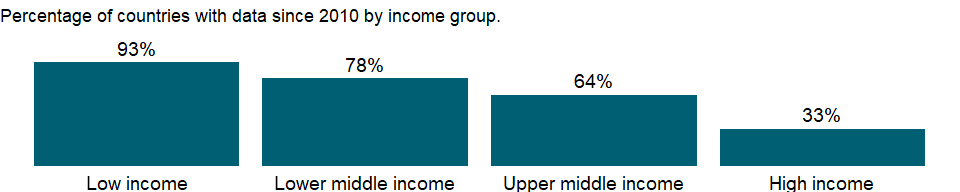 Percentage of countries with data since 2010 by income group.
93%
78%
64%
33%
Low income
Lower middle income
Upper middle income
High income